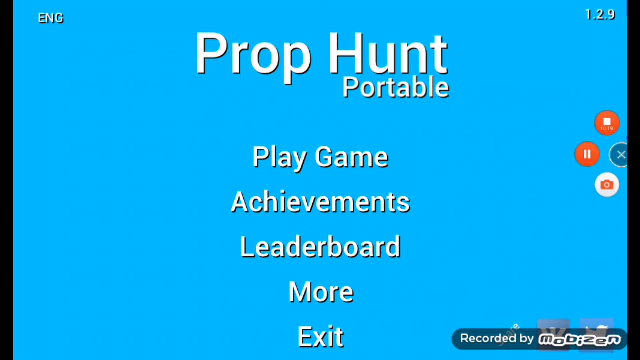 ENG
1.2.9
Prop Hunt
Portable
Play Game
Achievements
Leaderboard
More
Exit
Recorded by mobizen